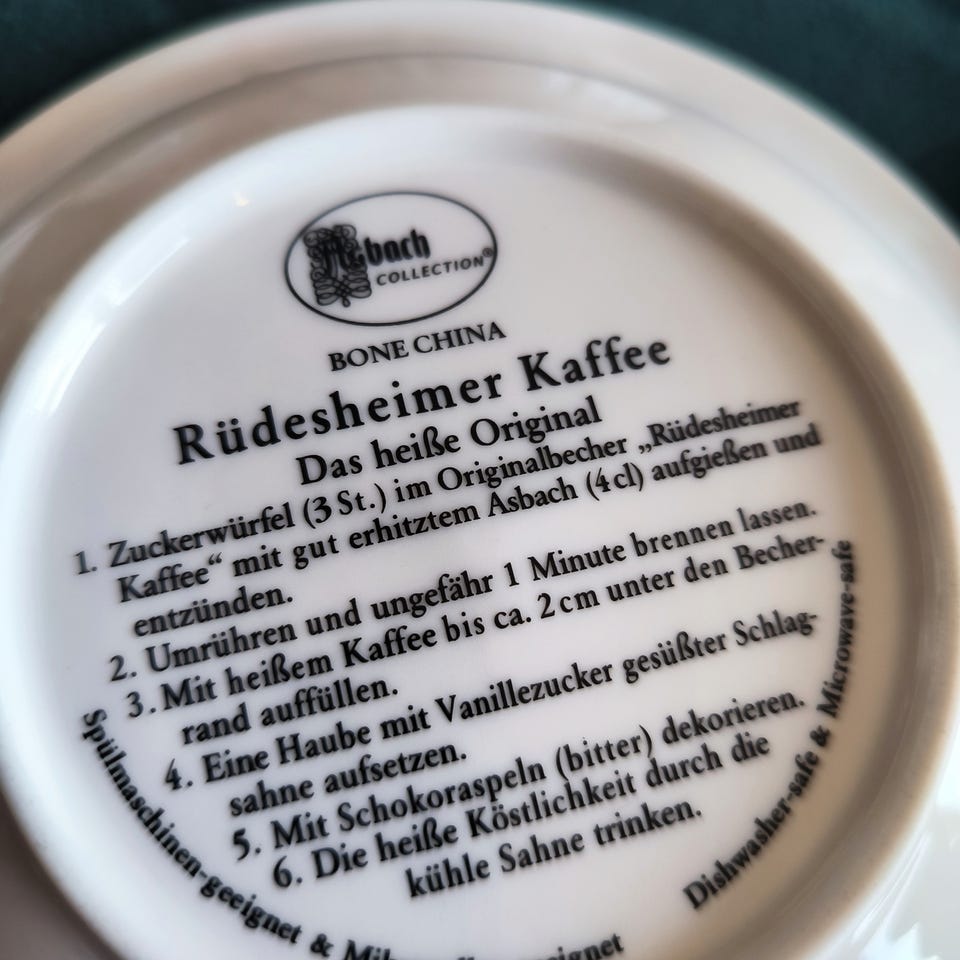 Asbach
COLLECTION®
BONE CHINA
Rüdesheimer Kaffee
Das heiße Original
1. Zuckerwürfel (3 St.) im Originalbecher „Rüdesheimer
Kaffee“ mit gut erhitztem Asbach (4 cl) aufgießen und
entzünden.
2. Umrühren und ungefähr 1 Minute brennen lassen.
3. Mit heißem Kaffee bis ca. 2 cm unter den Becher-
rand auffüllen.
4. Eine Haube mit Vanillezucker gesüßter Schlag-
sahne aufsetzen.
5. Mit Schokoraspeln (bitter) dekorieren.
6. Die heiße Köstlichkeit durch die
kühle Sahne trinken.
Spülmaschinen-geeignet &
Dishwasher-safe & Microwave-safe